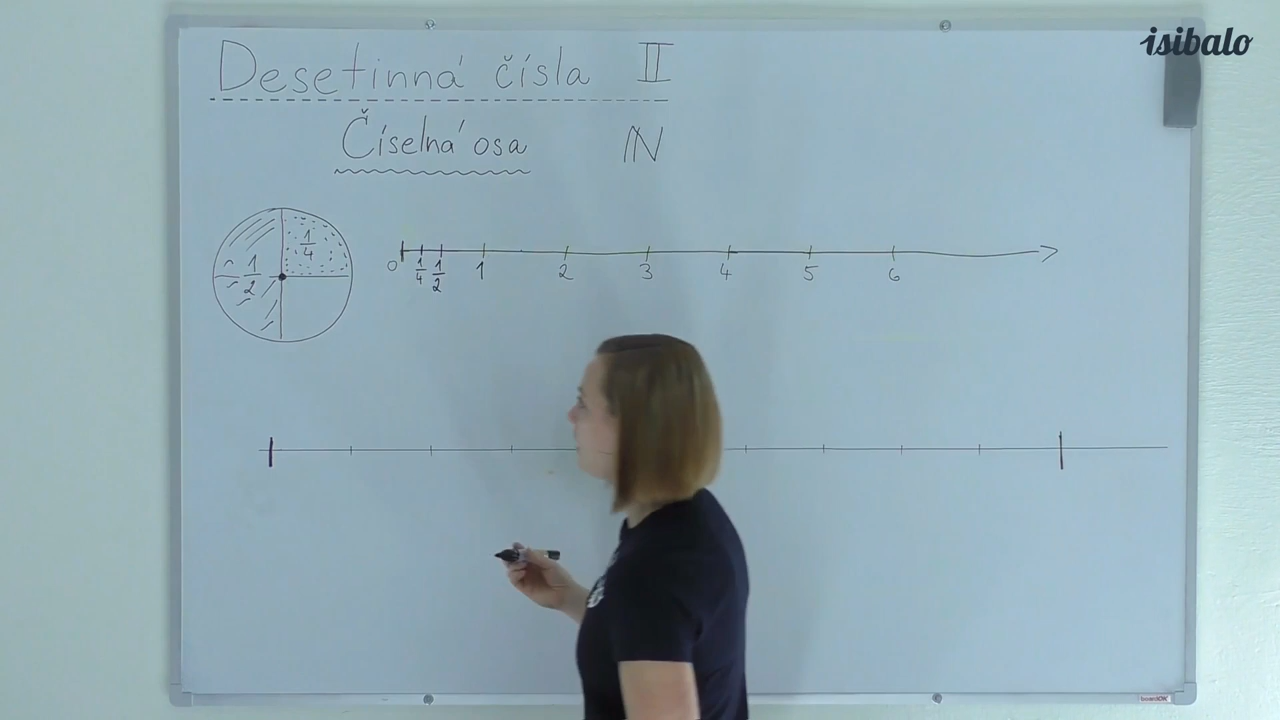 isibalo
Desetinná čísla II
Číselná osa N
1/4
1/2
0 1/4 1/2 1 2 3 4 5 6